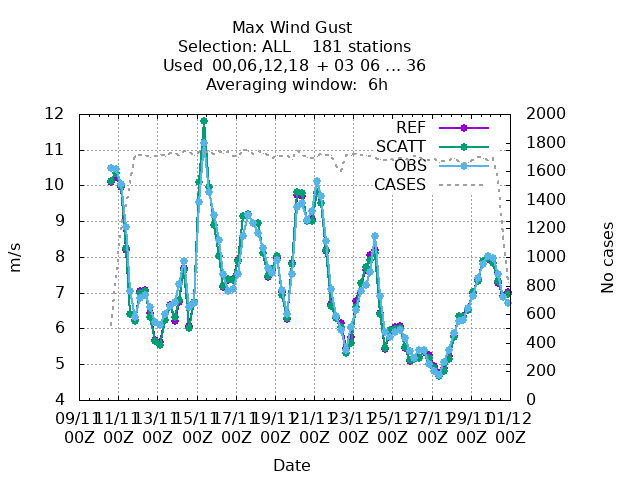 Max Wind Gust
Selection: ALL    181 stations
Used  00,06,12,18  + 03 06 ... 36
Averaging window:  6h
12 2000
REF 1800
11 SCATT 1600
OBS
10 CASES 1400
9 1200
8 1000
m/s No cases
7 800
6 600
5 400
200
4 0
09/11 11/11 13/11 15/11 17/11 19/11 21/11 23/11 25/11 27/11 29/11 01/12
00Z 00Z 00Z 00Z 00Z 00Z 00Z 00Z 00Z 00Z 00Z 00Z
Date